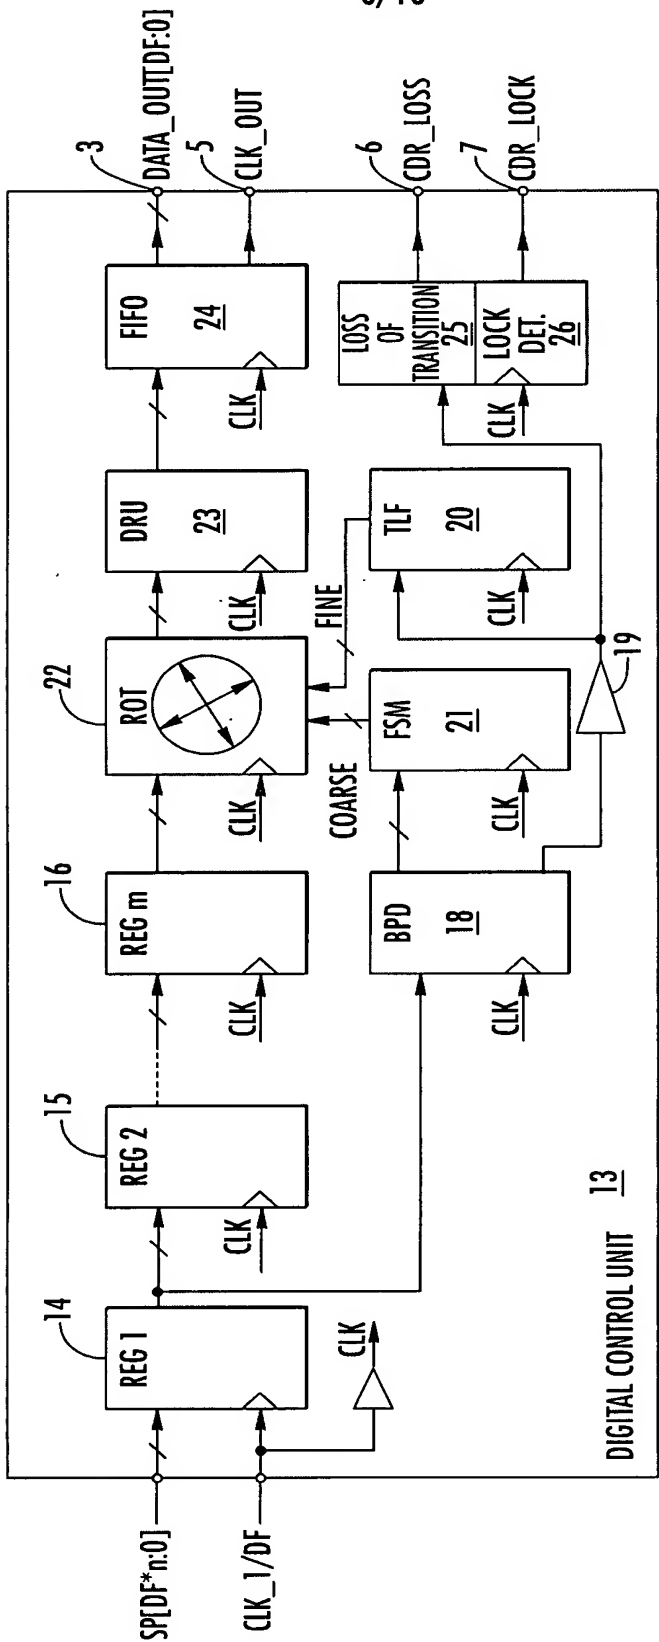 SP[DF*n:0]
CLK_1/DF
14
REG 1
CLK
15
REG 2
CLK
16
REG m
CLK
22
ROT
CLK
DRU
23
CLK
FIFO
24
CLK
3
DATA_OUT[DF:0]
5
CLK_OUT
BPD
18
CLK
COARSE
FSM
21
CLK
FINE
TLF
20
CLK
19
LOSS
OF
TRANSITION
25
LOCK
DET.
26
CLK
6
CDR_LOSS
7
CDR_LOCK
DIGITAL CONTROL UNIT
13